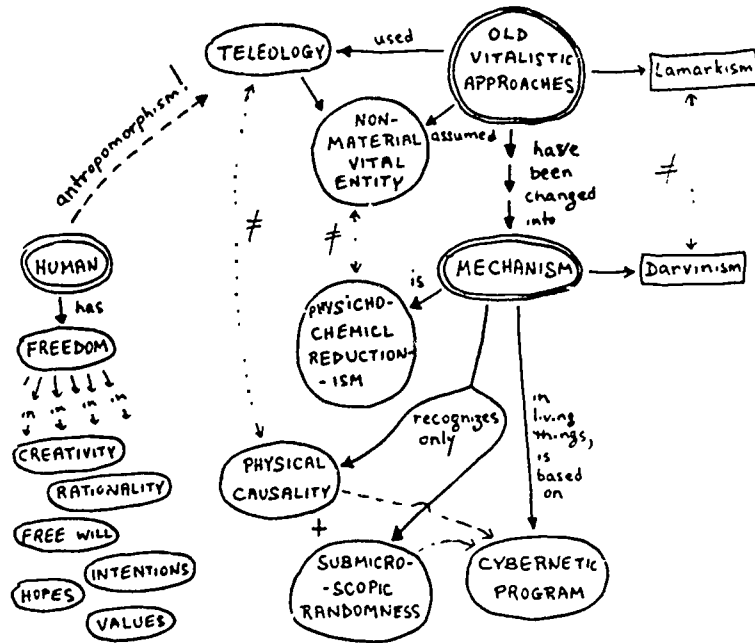 OLD
VITALISTIC
APPROACHES
used
TELEOLOGY
Lamarkism
antropomorphism!
NON-
MATERIAL
VITAL
ENTITY
assumed
have
been
changed
into
≠
≠
≠
HUMAN
MECHANISM
Darvinism
has
is
FREEDOM
PHYSICHO-
CHEMICL
REDUCTION-
-ISM
in in in in
CREATIVITY
RATIONALITY
FREE WILL
INTENTIONS
HOPES
VALUES
recognizes
only
in
living
things,
is
based
on
PHYSICAL
CAUSALITY
+
SUBMICRO-
-SCOPIC
RANDOMNESS
CYBERNETIC
PROGRAM